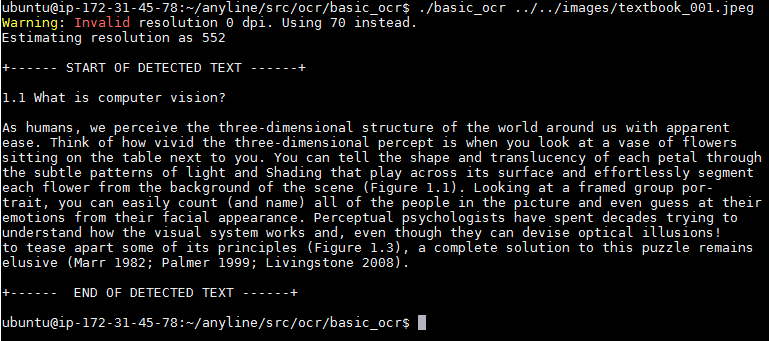 ubuntu@ip-172-31-45-78:~/anyline/src/ocr/basic_ocr$ ./basic_ocr ../../images/textbook_001.jpeg
Warning: Invalid resolution 0 dpi. Using 70 instead.
Estimating resolution as 552
+------ START OF DETECTED TEXT ------+
1.1 What is computer vision?
As humans, we perceive the three-dimensional structure of the world around us with apparent
ease. Think of how vivid the three-dimensional percept is when you look at a vase of flowers
sitting on the table next to you. You can tell the shape and translucency of each petal through
the subtle patterns of light and Shading that play across its surface and effortlessly segment
each flower from the background of the scene (Figure 1.1). Looking at a framed group por-
trait, you can easily count (and name) all of the people in the picture and even guess at their
emotions from their facial appearance. Perceptual psychologists have spent decades trying to
understand how the visual system works and, even though they can devise optical illusions!
to tease apart some of its principles (Figure 1.3), a complete solution to this puzzle remains
elusive (Marr 1982; Palmer 1999; Livingstone 2008).
+------  END OF DETECTED TEXT ------+
ubuntu@ip-172-31-45-78:~/anyline/src/ocr/basic_ocr$